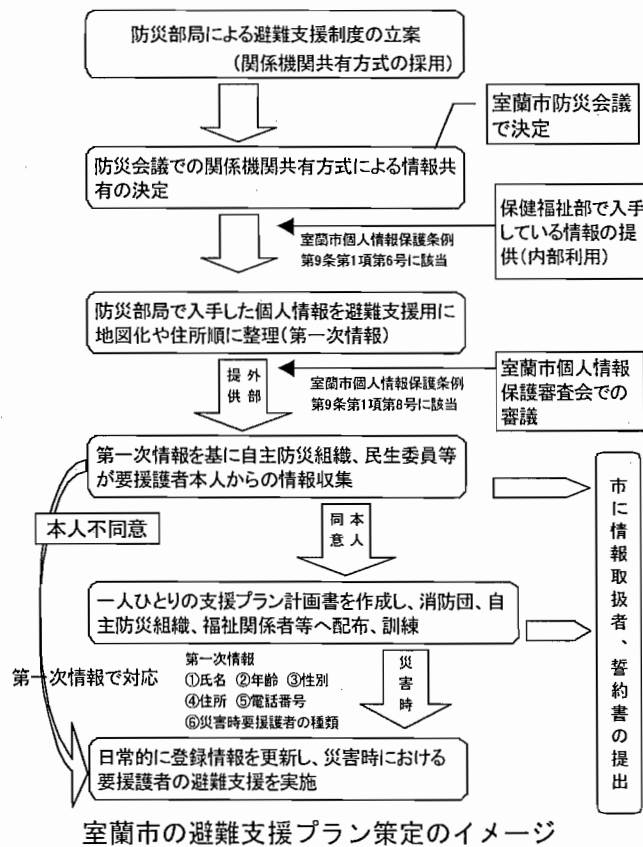 防災部局による避難支援制度の立案
(関係機関共有方式の採用)
室蘭市防災会議
で決定
防災会議での関係機関共有方式による情報共
有の決定
保健福祉部で入手
している情報の提
供(内部利用)
室蘭市個人情報保護条例
第9条第1項第6号に該当
防災部局で入手した個人情報を避難支援用に
地図化や住所順に整理(第一次情報)
外部
提供
室蘭市個人情報保護条例
第9条第1項第8号に該当
室蘭市個人情報
保護審査会での
審議
第一次情報を基に自主防災組織、民生委員等
が要援護者本人からの情報収集
本人不同意
本人
同意
市に情報取扱者、誓約書の提出
一人ひとりの支援プラン計画書を作成し、消防団、自
主防災組織、福祉関係者等へ配布、訓練
第一次情報で対応
第一次情報
①氏名 ②年齢 ③性別
④住所 ⑤電話番号
⑥災害時要援護者の種類
災害時
日常的に登録情報を更新し、災害時における
要援護者の避難支援を実施
室蘭市の避難支援プラン策定のイメージ